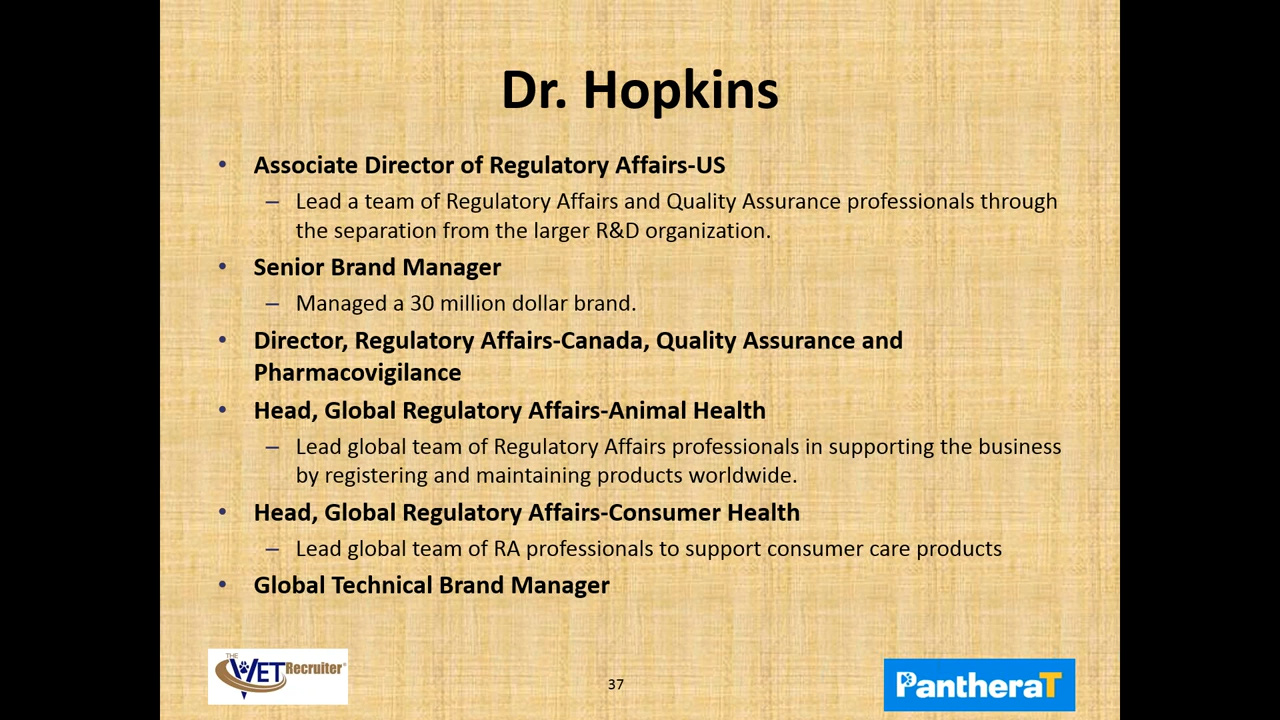 Dr. Hopkins
• Associate Director of Regulatory Affairs-US
– Lead a team of Regulatory Affairs and Quality Assurance professionals through
the separation from the larger R&D organization.
• Senior Brand Manager
– Managed a 30 million dollar brand.
• Director, Regulatory Affairs-Canada, Quality Assurance and
Pharmacovigilance
• Head, Global Regulatory Affairs-Animal Health
– Lead global team of Regulatory Affairs professionals in supporting the business
by registering and maintaining products worldwide.
• Head, Global Regulatory Affairs-Consumer Health
– Lead global team of RA professionals to support consumer care products
• Global Technical Brand Manager
THE
VET Recruiter®
37
PantheraT